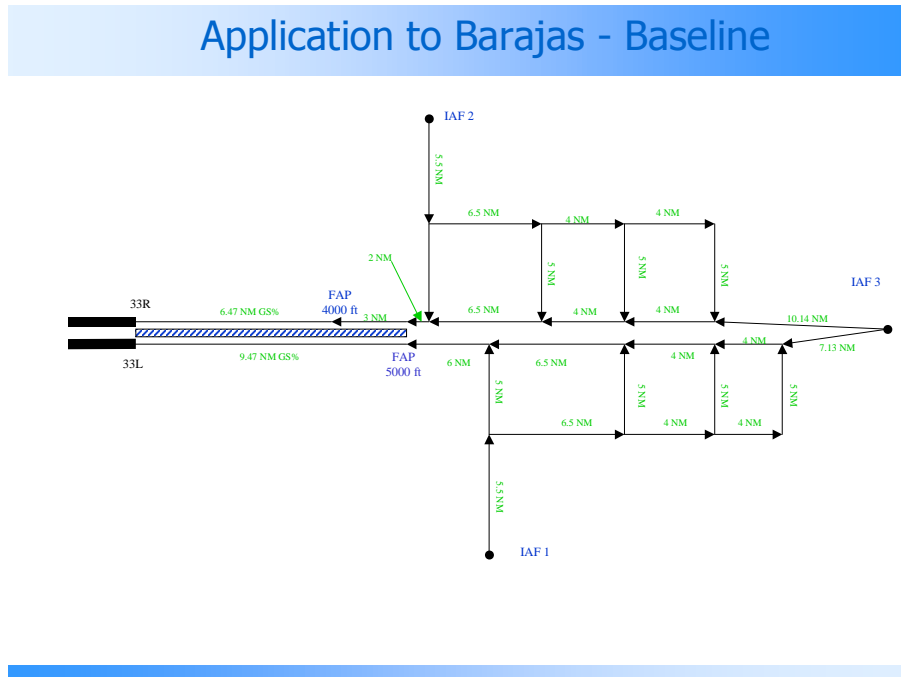 Application to Barajas - Baseline
IAF 2
5.5 NM
6.5 NM
4 NM
4 NM
2 NM
5 NM
5 NM
5 NM
IAF 3
33R
6.47 NM GS%
FAP
4000 ft
3 NM
6.5 NM
4 NM
4 NM
10.14 NM
33L
9.47 NM GS%
FAP
5000 ft
6 NM
6.5 NM
4 NM
4 NM
7.13 NM
5 NM
5 NM
5 NM
5 NM
6.5 NM
4 NM
4 NM
5.5 NM
IAF 1